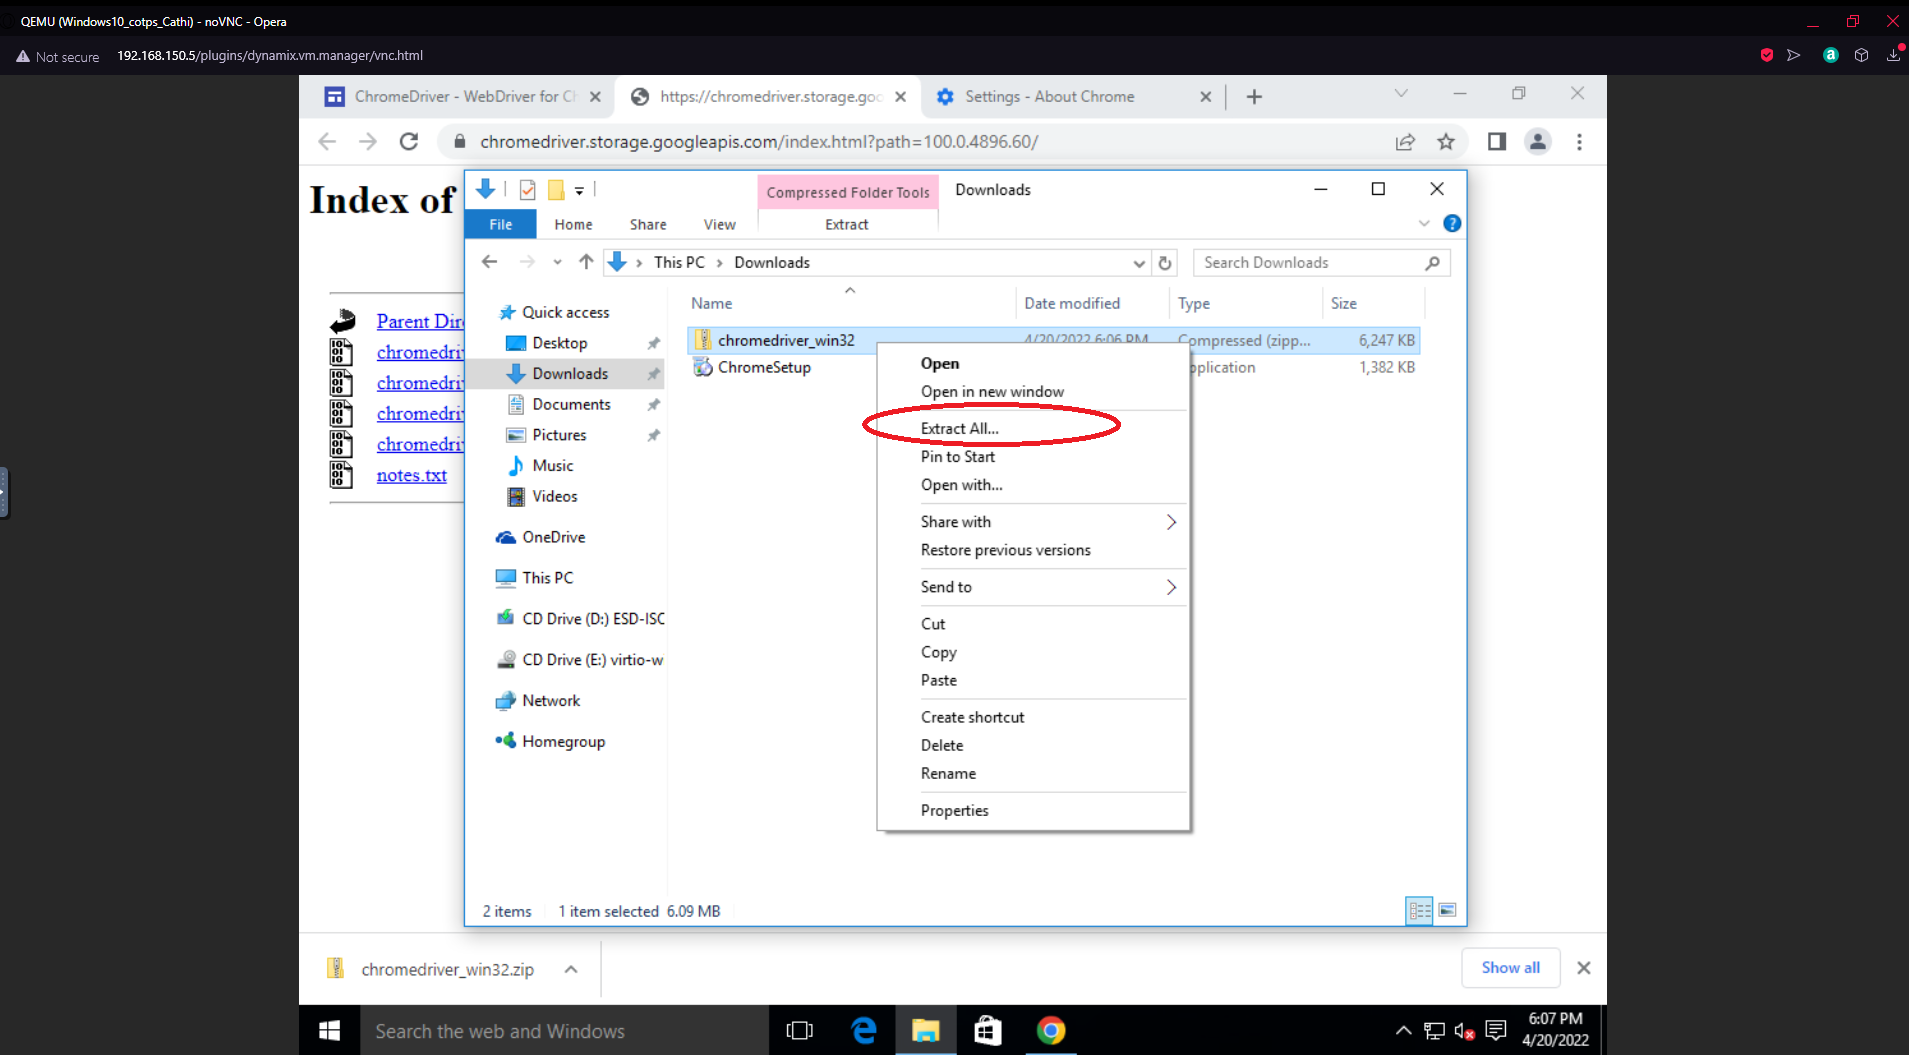 QEMU (Windows10_cotps_Cathi) - noVNC - Opera
Not secure 192.168.150.5/plugins/dynamix.vm.manager/vnc.html
ChromeDriver - WebDriver for Ch
https://chromedriver.storage.goo
Settings - About Chrome
chromedriver.storage.googleapis.com/index.html?path=100.0.4896.60/
Index of
Parent Dir
chromedri
chromedri
chromedri
chromedri
notes.txt
Compressed Folder Tools
Downloads
File
Home
Share
View
Extract
This PC
Downloads
Search Downloads
Quick access
Desktop
Downloads
Documents
Pictures
Music
Videos
OneDrive
This PC
CD Drive (D:) ESD-ISO
CD Drive (E:) virtio-w
Network
Homegroup
Name Date modified Type Size
chromedriver_win32 4/20/2022 6:06 PM Compressed (zipp... 6,247 KB
ChromeSetup pplication 1,382 KB
Open
Open in new window
Extract All...
Pin to Start
Open with...
Share with
Restore previous versions
Send to
Cut
Copy
Paste
Create shortcut
Delete
Rename
Properties
2 items 1 item selected 6.09 MB
chromedriver_win32.zip
Show all
Search the web and Windows
6:07 PM
4/20/2022